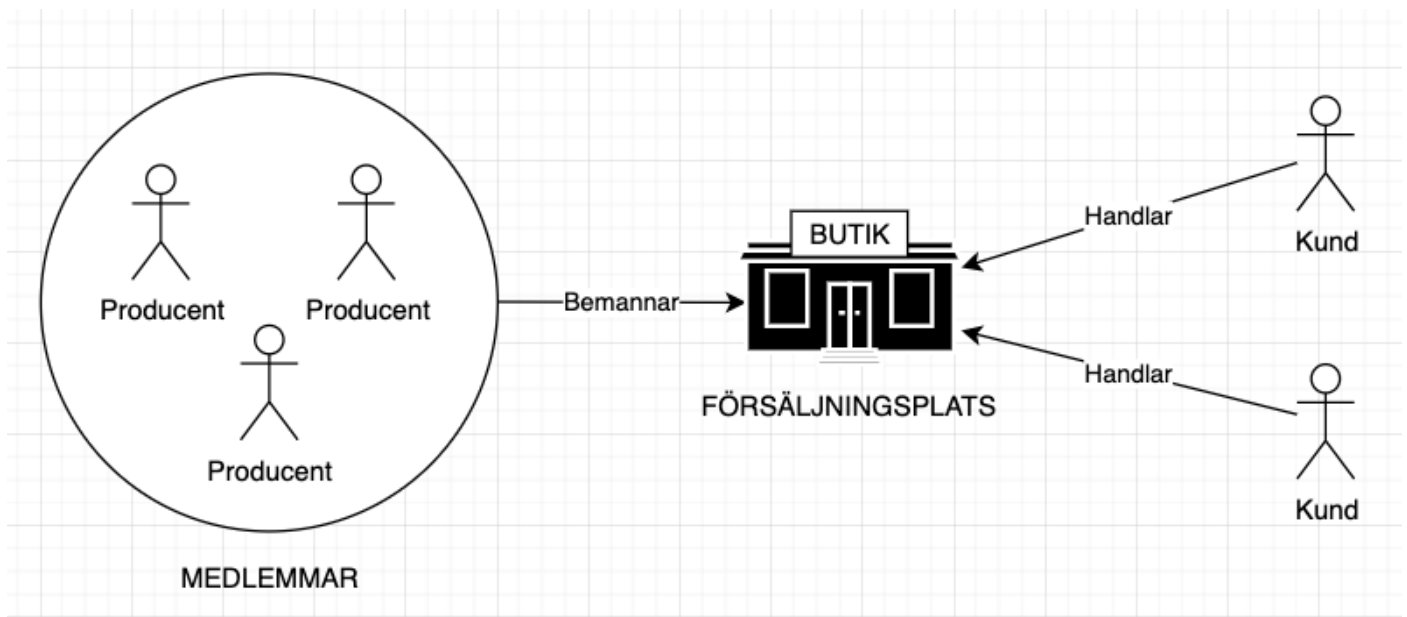 Producent
Producent
Producent
MEDLEMMAR
Bemannar
BUTIK
FÖRSÄLJNINGSPLATS
Handlar
Handlar
Kund
Kund